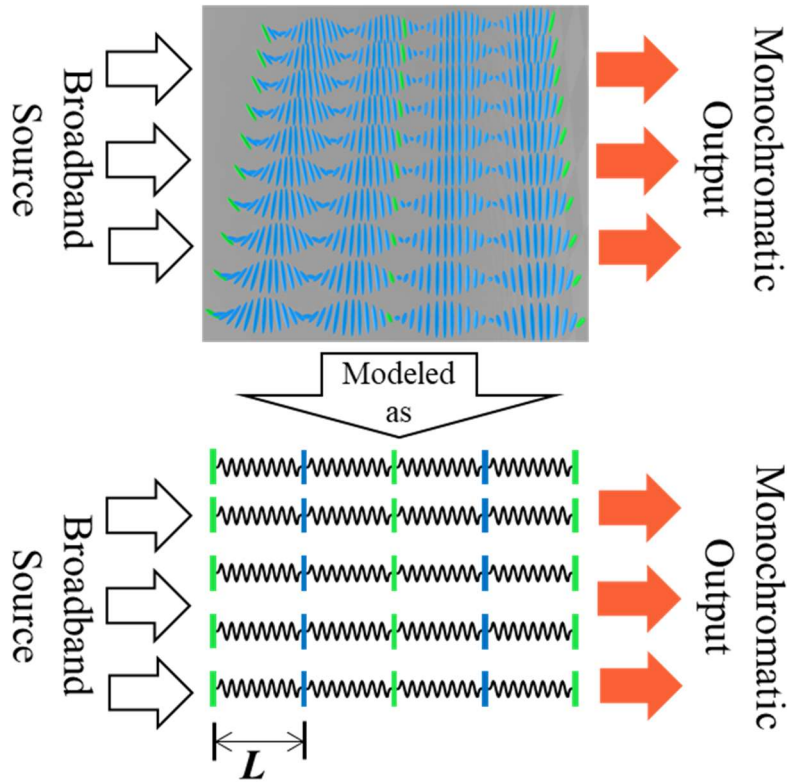 Broadband
Source
Monochromatic
Output
Modeled
as
Broadband
Source
Monochromatic
Output
L